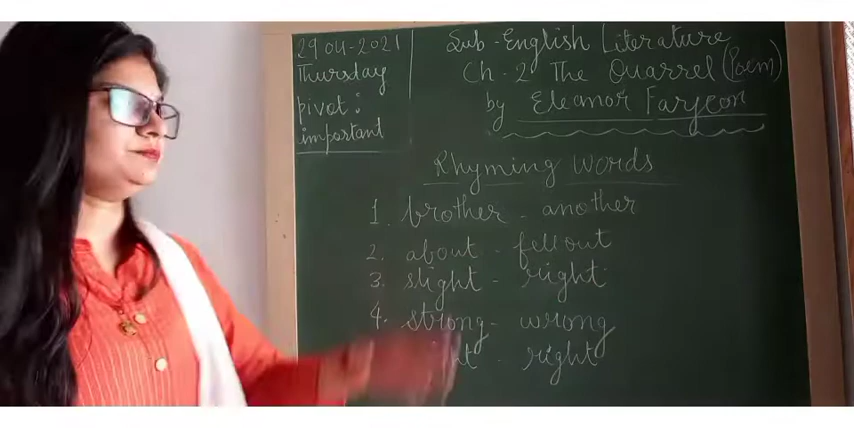 29 04-2021
Thursday
pivot :
important
Sub - English Literature
Ch - 2 The Quarrel (Poem)
by Eleanor Farjeon
Rhyming Words
1. brother - another
2. about - fell out
3. slight - right
4. strong - wrong
- right